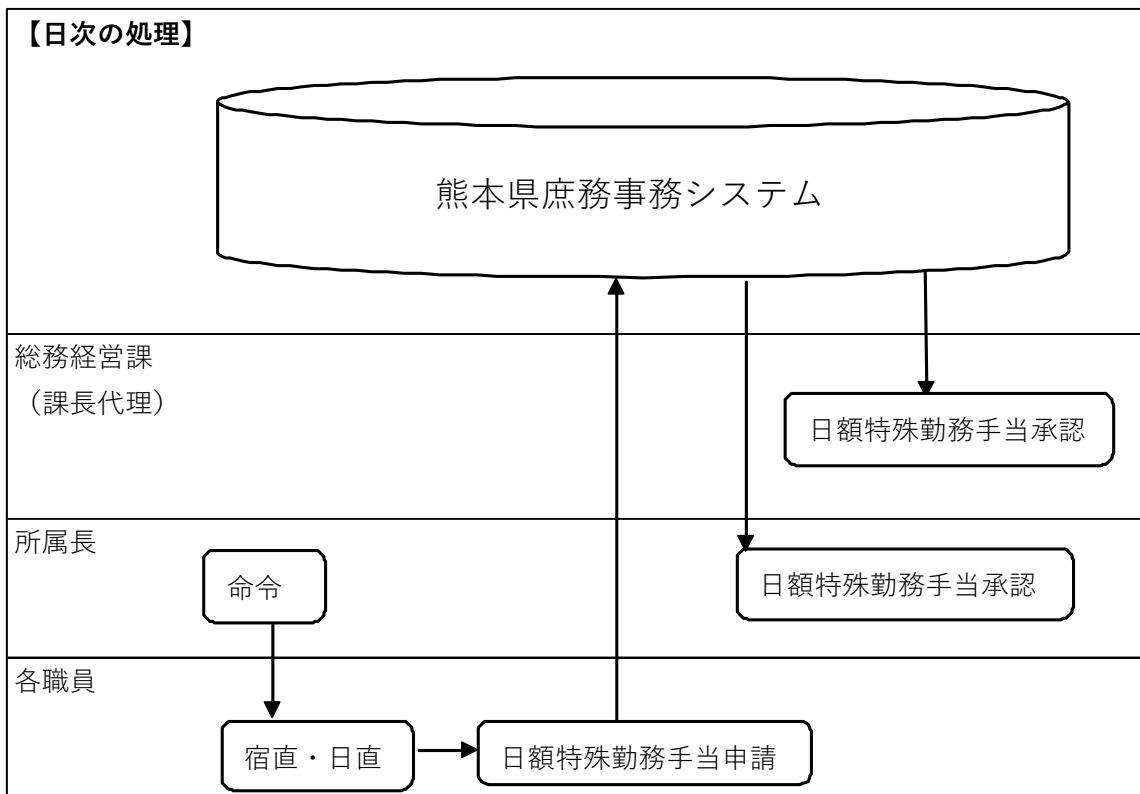 【日次の処理】
熊本県庶務事務システム
総務経営課
（課長代理）
日額特殊勤務手当承認
所属長
命令
日額特殊勤務手当承認
各職員
宿直・日直
日額特殊勤務手当申請